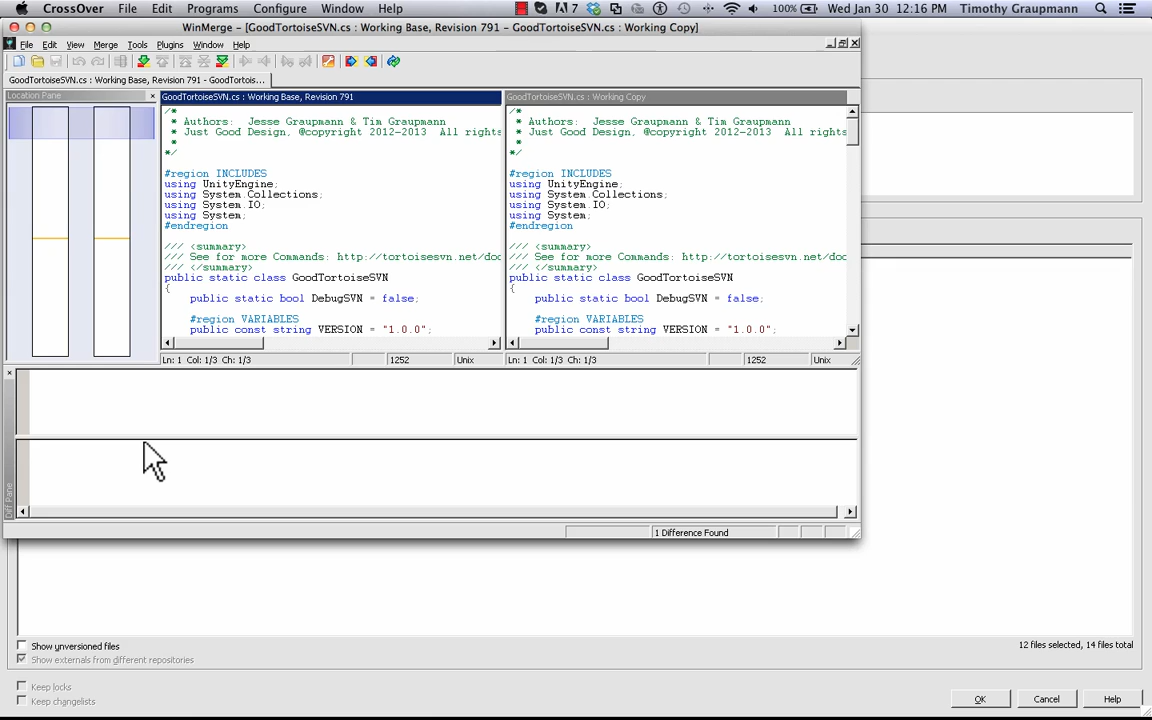 CrossOver File Edit Programs Configure Window Help 7 100% Wed Jan 30 12:16 PM Timothy Graupmann
WinMerge - [GoodTortoiseSVN.cs : Working Base, Revision 791 - GoodTortoiseSVN.cs : Working Copy]
File Edit View Merge Tools Plugins Window Help
GoodTortoiseSVN.cs : Working Base, Revision 791 - GoodTortois...
Location Pane
GoodTortoiseSVN.cs : Working Base, Revision 791
/*
* Authors: Jesse Graupmann & Tim Graupmann
* Just Good Design, @copyright 2012-2013 All rights
*
*/
#region INCLUDES
using UnityEngine;
using System.Collections;
using System.IO;
using System;
#endregion
/// <summary>
/// See for more Commands: http://tortoisesvn.net/doc
/// </summary>
public static class GoodTortoiseSVN
{
public static bool DebugSVN = false;
#region VARIABLES
public const string VERSION = "1.0.0";
Ln: 1 Col: 1/3 Ch: 1/3 1252 Unix
GoodTortoiseSVN.cs : Working Copy
/*
* Authors: Jesse Graupmann & Tim Graupmann
* Just Good Design, @copyright 2012-2013 All rights
*
*/
#region INCLUDES
using UnityEngine;
using System.Collections;
using System.IO;
using System;
#endregion
/// <summary>
/// See for more Commands: http://tortoisesvn.net/doc
/// </summary>
public static class GoodTortoiseSVN
{
public static bool DebugSVN = false;
#region VARIABLES
public const string VERSION = "1.0.0";
Ln: 1 Col: 1/3 Ch: 1/3 1252 Unix
Diff Pane
1 Difference Found
Show unversioned files
12 files selected, 14 files total
Show externals from different repositories
Keep locks
Keep changelists
OK Cancel Help